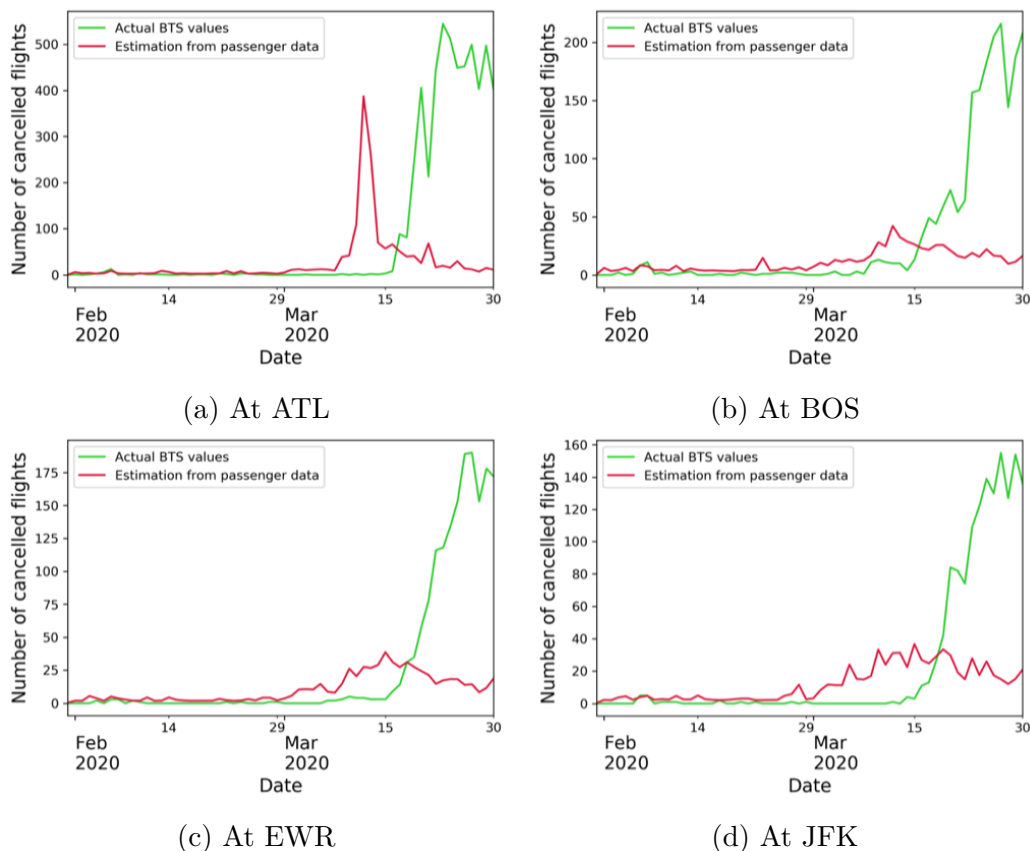 Number of cancelled flights
500
400
300
200
100
0
Actual BTS values
Estimation from passenger data
14
29
15
30
Feb
2020
Mar
2020
Date
(a) At ATL
Number of cancelled flights
200
150
100
50
0
Actual BTS values
Estimation from passenger data
14
29
15
30
Feb
2020
Mar
2020
Date
(b) At BOS
Number of cancelled flights
175
150
125
100
75
50
25
0
Actual BTS values
Estimation from passenger data
14
29
15
30
Feb
2020
Mar
2020
Date
(c) At EWR
Number of cancelled flights
160
140
120
100
80
60
40
20
0
Actual BTS values
Estimation from passenger data
14
29
15
30
Feb
2020
Mar
2020
Date
(d) At JFK